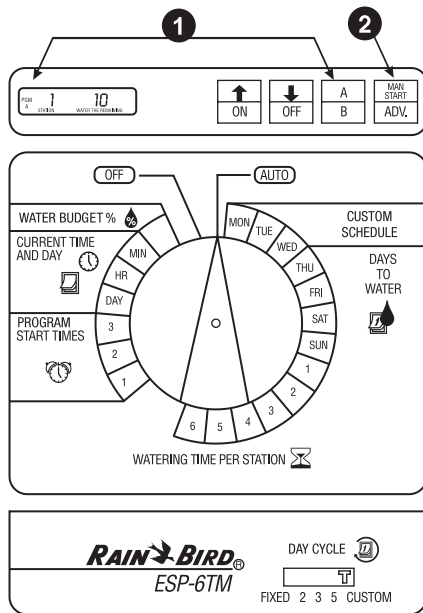 1
2
PGM
A
1
STATION
10
WATER TIME REMAINING
ON
OFF
A
B
MAN
START
ADV.
OFF
AUTO
WATER BUDGET %
%
CURRENT TIME
AND DAY
PROGRAM
START TIMES
MIN
HR
DAY
3
2
1
MON
TUE
WED
THU
FRI
SAT
SUN
1
2
3
4
5
6
CUSTOM
SCHEDULE
DAYS
TO
WATER
1
WATERING TIME PER STATION
RAIN BIRD®
ESP-6TM
DAY CYCLE
1
T
FIXED 2 3 5 CUSTOM